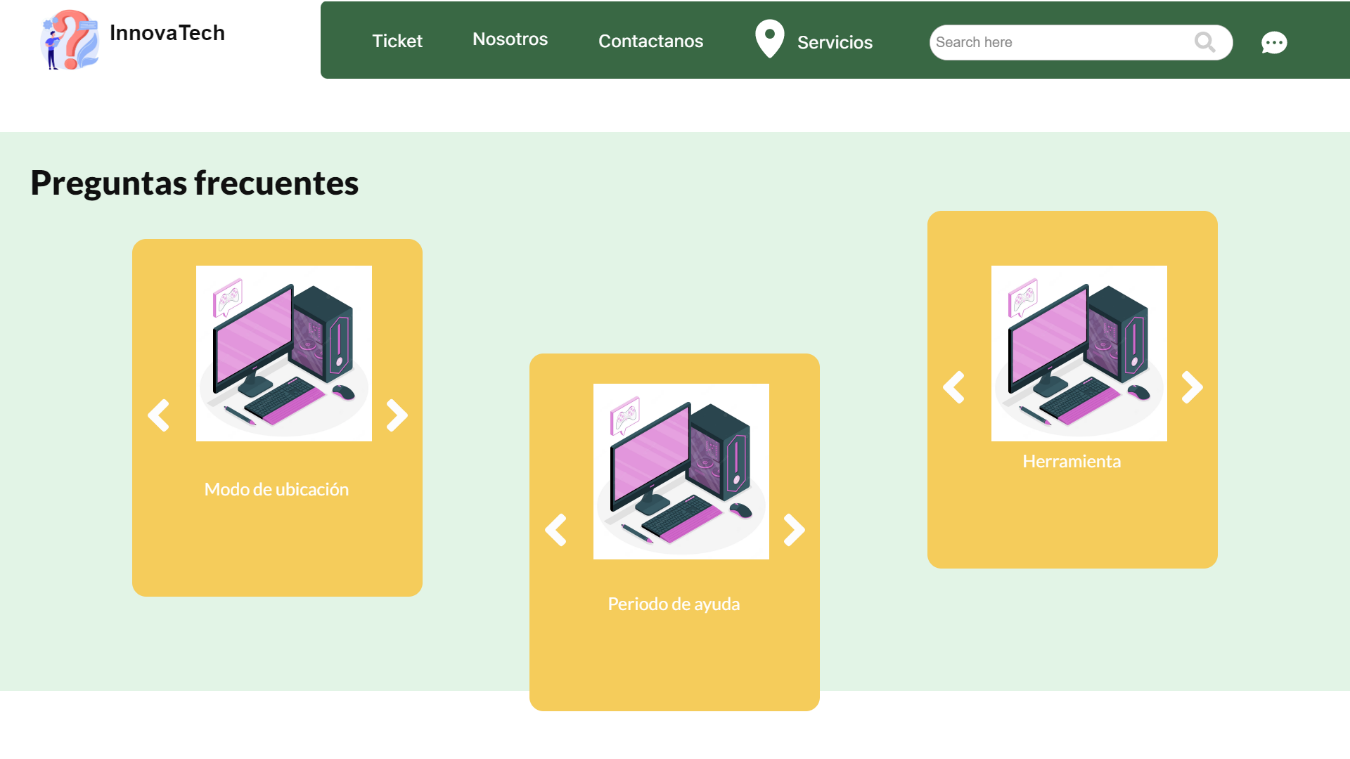 InnovaTech
Ticket
Nosotros
Contactanos
Servicios
Search here
Preguntas frecuentes
Modo de ubicación
Periodo de ayuda
Herramienta